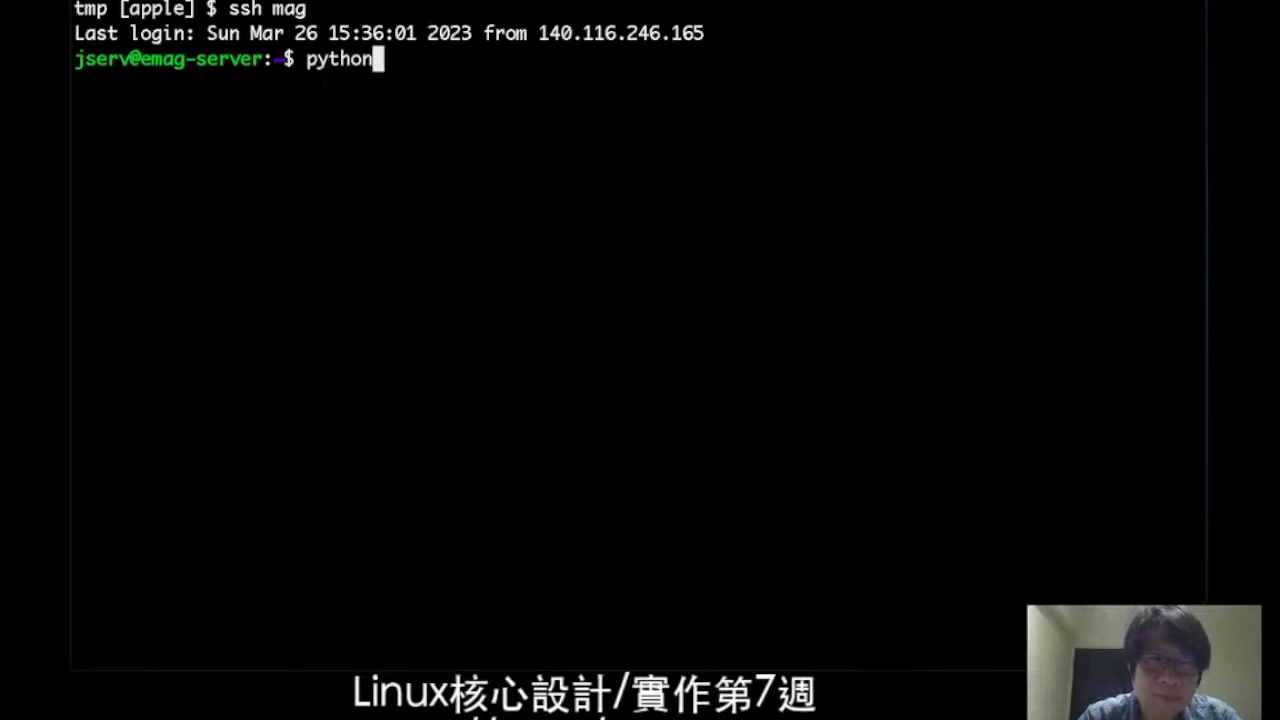 tmp [apple] $ ssh mag
Last login: Sun Mar 26 15:36:01 2023 from 140.116.246.165
jserv@emag-server:~$ python
Linux核心設計/實作第7週